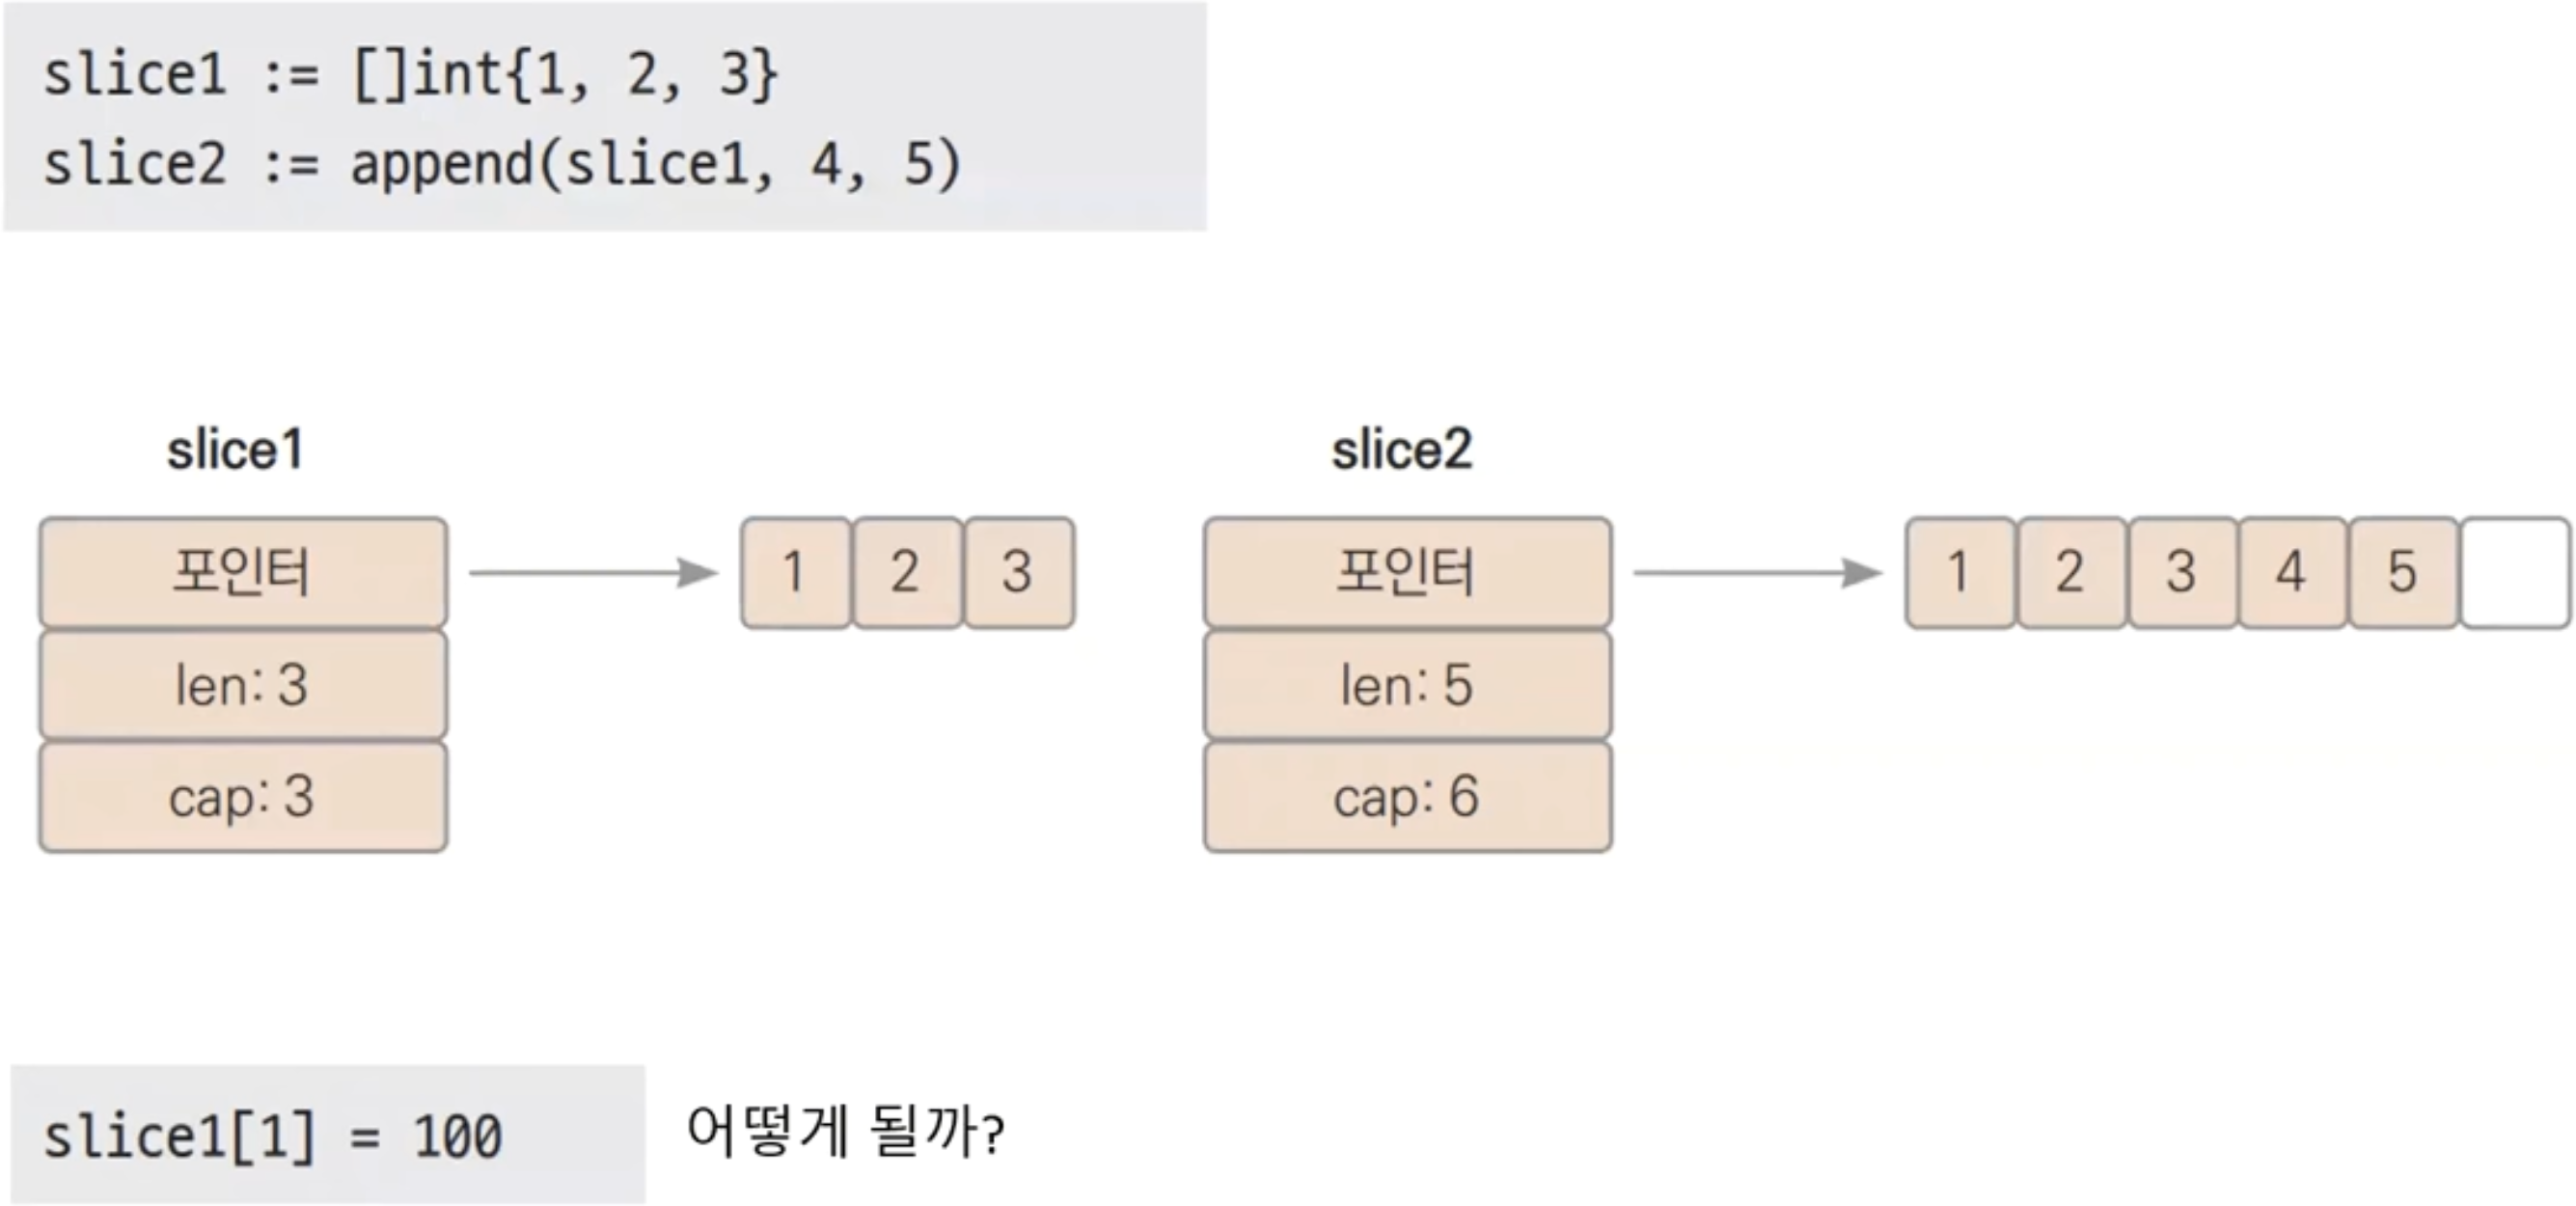 slice1 := []int{1, 2, 3}
slice2 := append(slice1, 4, 5)
slice1
포인터
len: 3
cap: 3
1 2 3
slice2
포인터
len: 5
cap: 6
1 2 3 4 5
slice1[1] = 100
어떻게 될까?